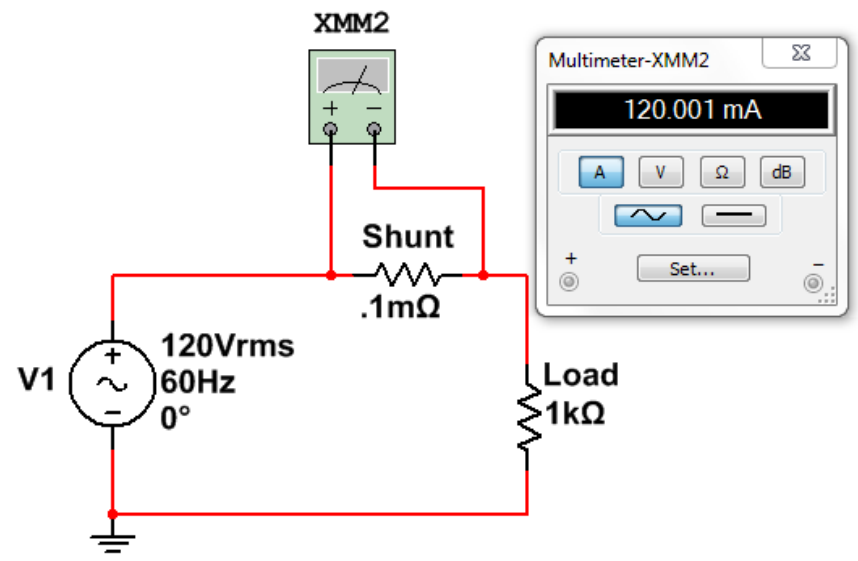 XMM2
+ −
Multimeter-XMM2
120.001 mA
A V Ω dB
+ −
Set...
Shunt
.1mΩ
V1
+
−
120Vrms
60Hz
0°
Load
1kΩ